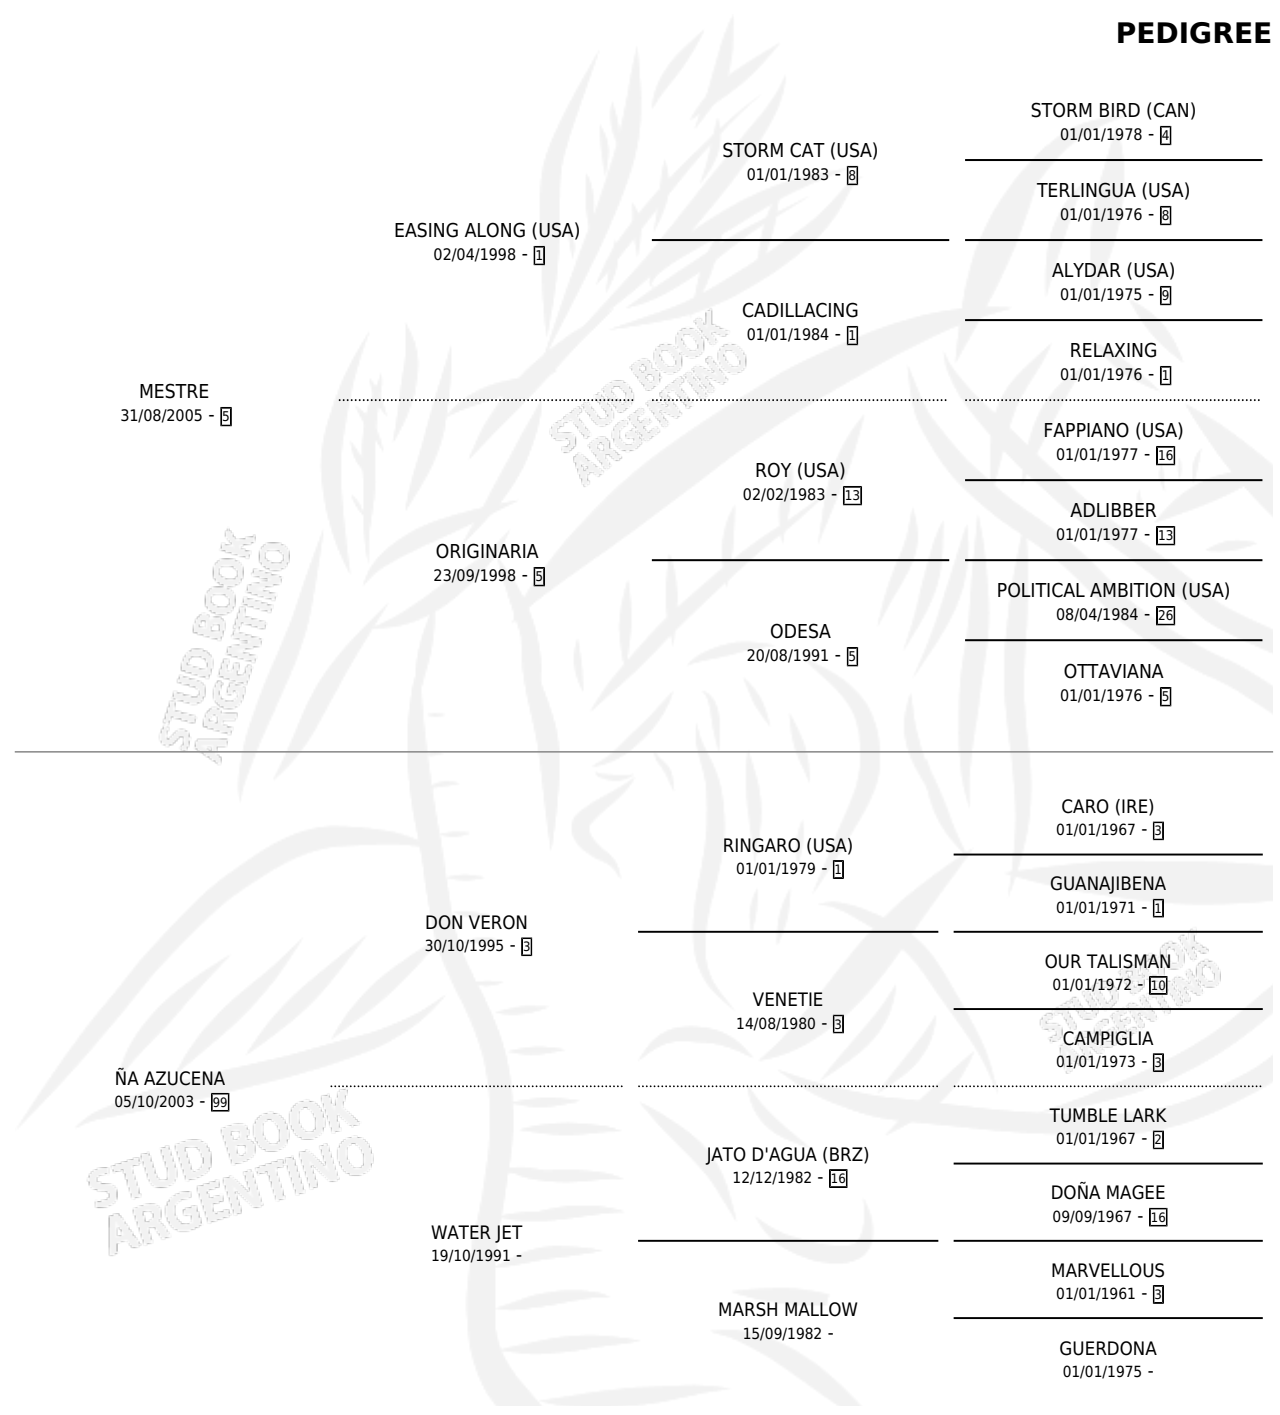 PEDIGREE
STORM BIRD (CAN)
01/01/1978 - 4
STORM CAT (USA)
01/01/1983 - 8
TERLINGUA (USA)
01/01/1976 - 8
EASING ALONG (USA)
02/04/1998 - 1
ALYDAR (USA)
01/01/1975 - 9
CADILLACING
01/01/1984 - 1
RELAXING
01/01/1976 - 1
MESTRE
31/08/2005 - 5
FAPPIANO (USA)
01/01/1977 - 16
ROY (USA)
02/02/1983 - 13
ADLIBBER
01/01/1977 - 13
ORIGINARIA
23/09/1998 - 5
POLITICAL AMBITION (USA)
08/04/1984 - 26
ODESA
20/08/1991 - 5
OTTAVIANA
01/01/1976 - 5
CARO (IRE)
01/01/1967 - 3
RINGARO (USA)
01/01/1979 - 1
GUANAJIBENA
01/01/1971 - 1
DON VERON
30/10/1995 - 3
OUR TALISMAN
01/01/1972 - 10
VENETIE
14/08/1980 - 3
CAMPIGLIA
01/01/1973 - 3
ÑA AZUCENA
05/10/2003 - 99
TUMBLE LARK
01/01/1967 - 2
JATO D'AGUA (BRZ)
12/12/1982 - 16
DOÑA MAGEE
09/09/1967 - 16
WATER JET
19/10/1991 -
MARVELLOUS
01/01/1961 - 3
MARSH MALLOW
15/09/1982 -
GUERDONA
01/01/1975 -
STUD BOOK
ARGENTINO
STUD BOOK
ARGENTINO
STUD BOOK
ARGENTINO
STUD BOOK
ARGENTINO